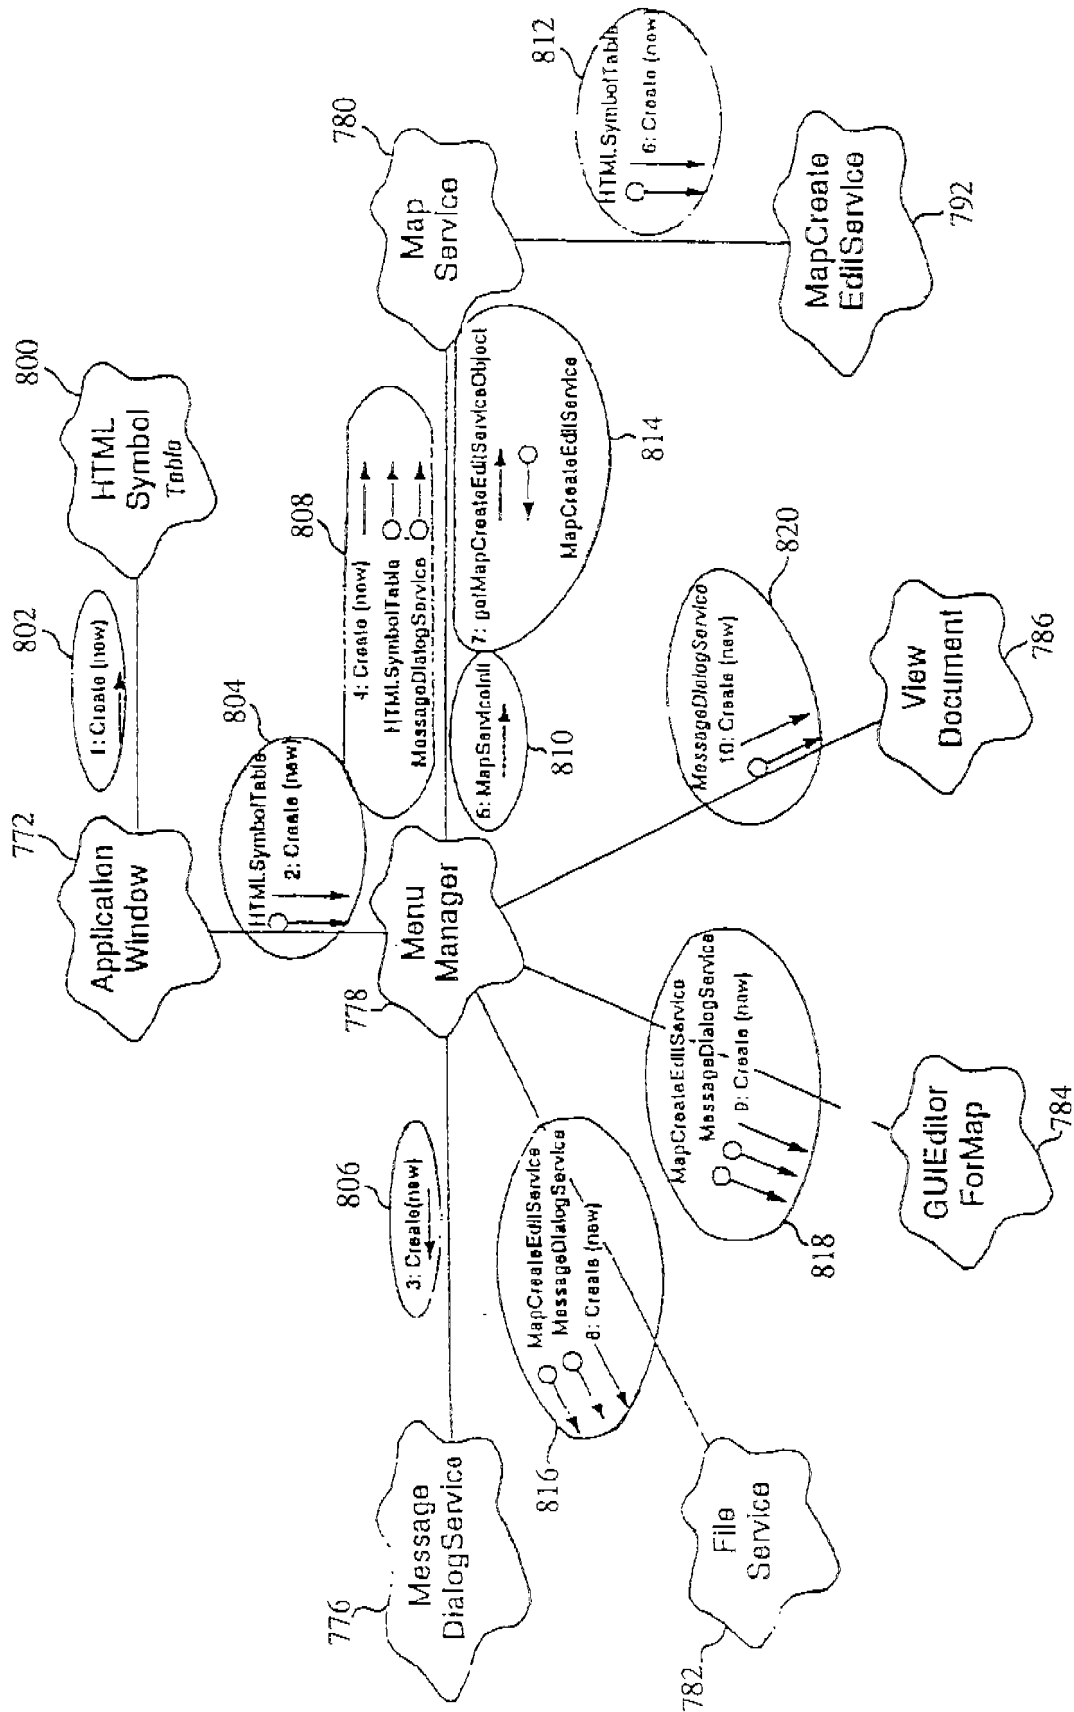 772
Application
Window
802
1: Create (new)
800
HTML
Symbol
Table
804
HTMLSymbolTable
2: Create (new)
776
Message
DialogService
806
3: Create(new)
778
Menu
Manager
808
4: Create (new)
HTMLSymbolTable
MessageDialogService
5: MapServiceInit
810
7: getMapCreateEditServiceObject
MapCreateEditService
814
780
Map
Service
812
HTMLSymbolTable
6: Create (new)
MapCreate
EditService
792
816
MapCreateEditService
MessageDialogService
8: Create (new)
782
File
Service
818
MapCreateEditService
MessageDialogService
9: Create (new)
GUIEditor
ForMap
784
820
MessageDialogService
10: Create (new)
View
Document
786